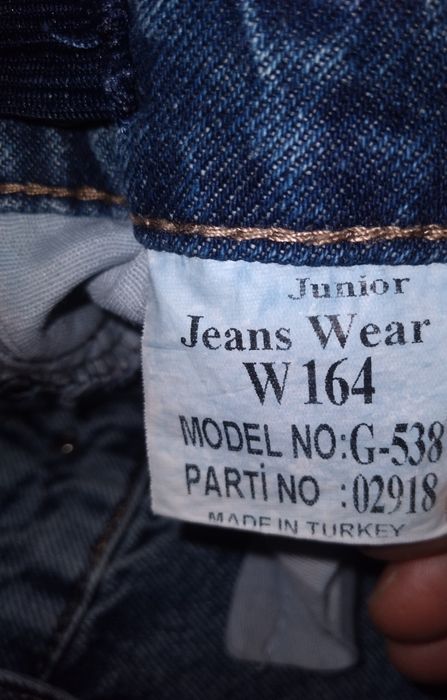 Junior
Jeans Wear
W 164
MODEL NO:G-538
PARTİ NO :02918
MADE IN TURKEY